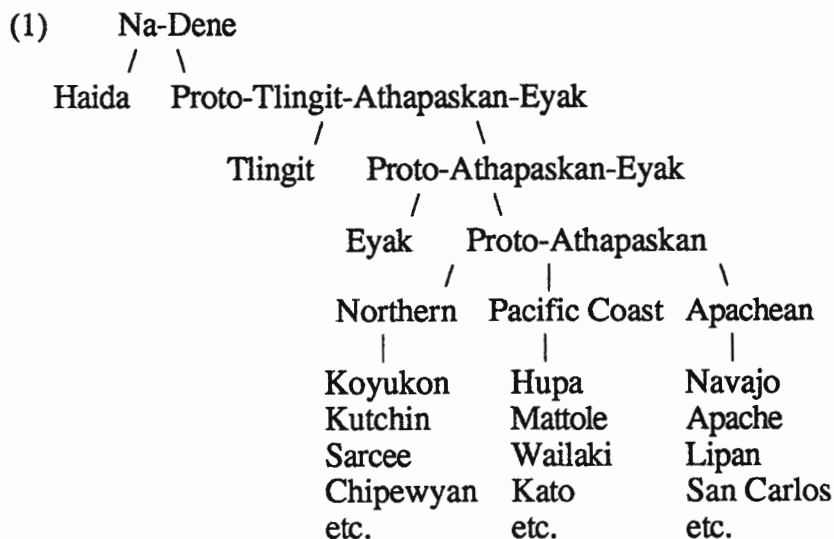 (1) Na-Dene
/ \
Haida Proto-Tlingit-Athapaskan-Eyak
/ \
Tlingit Proto-Athapaskan-Eyak
/ \
Eyak Proto-Athapaskan
/ | \
Northern Pacific Coast Apachean
| | |
Koyukon Hupa Navajo
Kutchin Mattole Apache
Sarcee Wailaki Lipan
Chipewyan Kato San Carlos
etc. etc. etc.